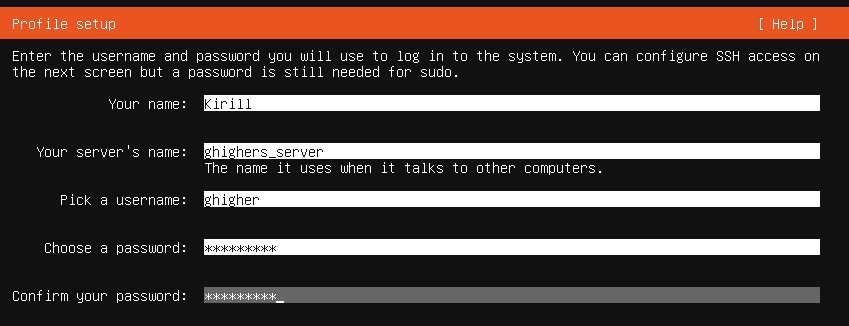 Profile setup [ Help ]
Enter the username and password you will use to log in to the system. You can configure SSH access on
the next screen but a password is still needed for sudo.
Your name: Kirill
Your server's name: ghighers_server
The name it uses when it talks to other computers.
Pick a username: ghigher
Choose a password: *********
Confirm your password: *********_